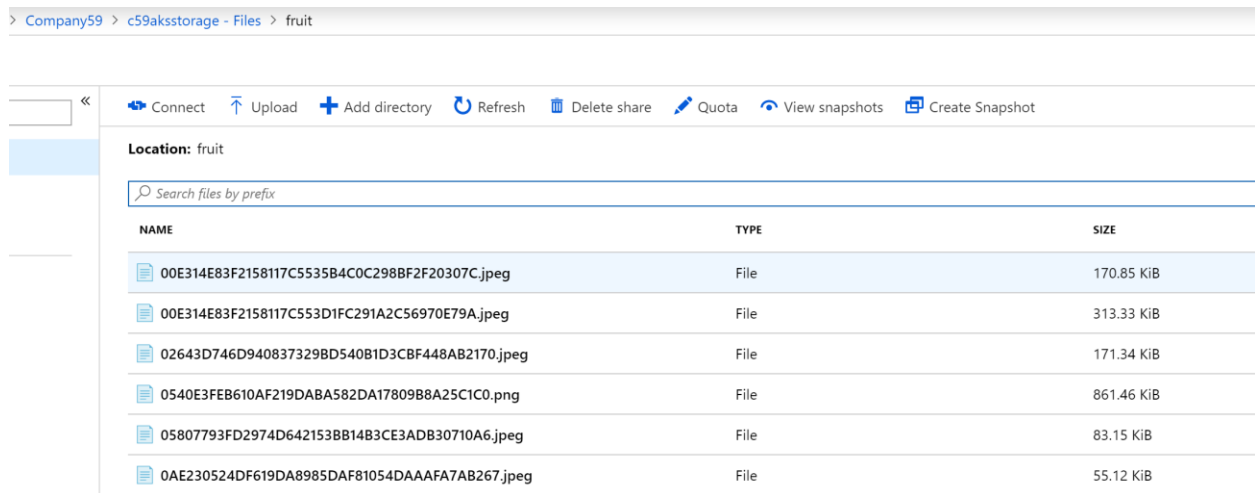 > Company59 > c59aksstorage - Files > fruit
« Connect Upload Add directory Refresh Delete share Quota View snapshots Create Snapshot
Location: fruit
Search files by prefix
NAME TYPE SIZE
00E314E83F2158117C5535B4C0C298BF2F20307C.jpeg File 170.85 KiB
00E314E83F2158117C553D1FC291A2C56970E79A.jpeg File 313.33 KiB
02643D746D940837329BD540B1D3CBF448AB2170.jpeg File 171.34 KiB
0540E3FEB610AF219DABA582DA17809B8A25C1C0.png File 861.46 KiB
05807793FD2974D642153BB14B3CE3ADB30710A6.jpeg File 83.15 KiB
0AE230524DF619DA8985DAF81054DAAAFA7AB267.jpeg File 55.12 KiB